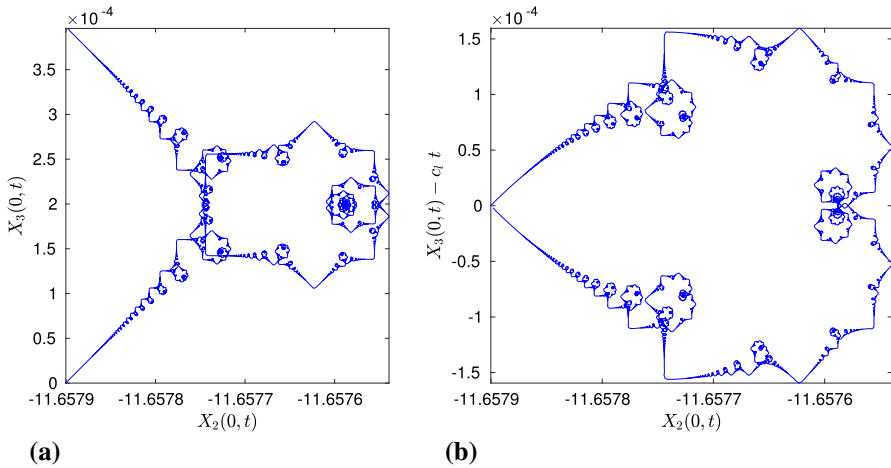 ×10⁻⁴
3.5
3
2.5
2
1.5
1
0.5
0
X₃(0, t)
-11.6579 -11.6578 -11.6577 -11.6576
X₂(0, t)
(a)
×10⁻⁴
1.5
1
0.5
0
-0.5
-1
-1.5
X₃(0, t) − cₗ t
-11.6579 -11.6578 -11.6577 -11.6576
X₂(0, t)
(b)